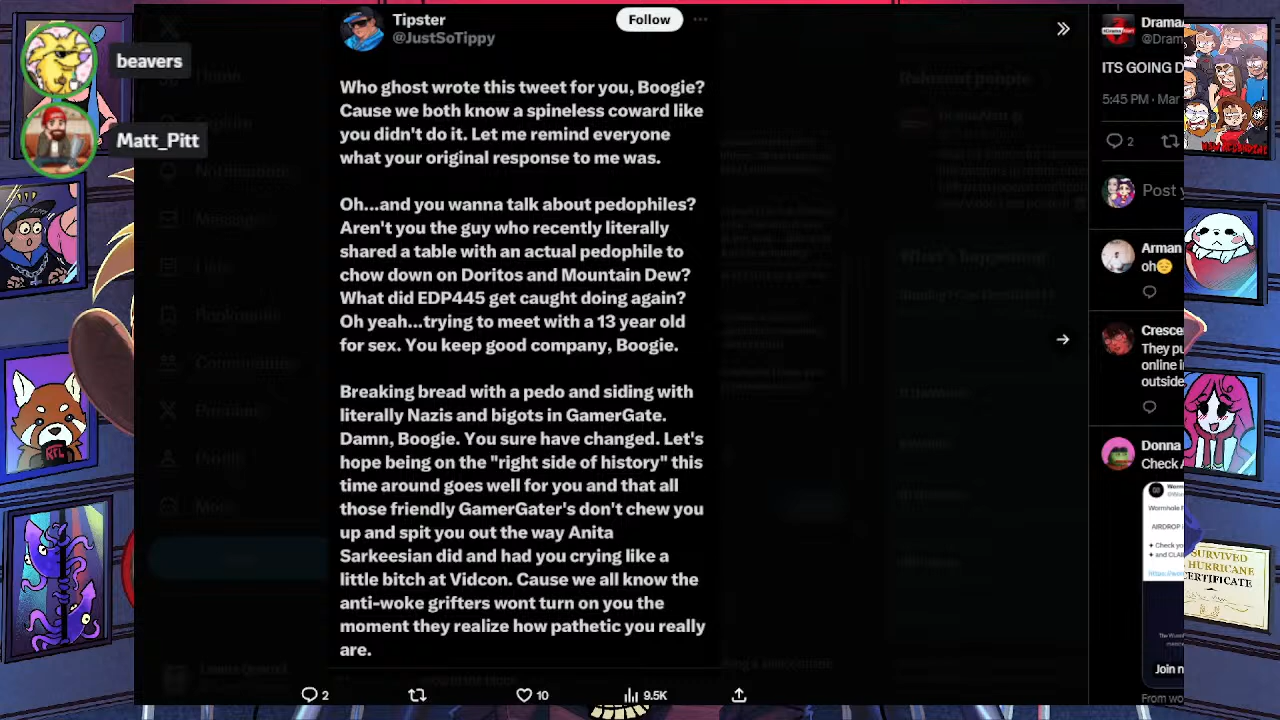 beavers
Matt_Pitt
Tipster
@JustSoTippy
Follow
Who ghost wrote this tweet for you, Boogie?
Cause we both know a spineless coward like
you didn't do it. Let me remind everyone
what your original response to me was.
Oh...and you wanna talk about pedophiles?
Aren't you the guy who recently literally
shared a table with an actual pedophile to
chow down on Doritos and Mountain Dew?
What did EDP445 get caught doing again?
Oh yeah...trying to meet with a 13 year old
for sex. You keep good company, Boogie.
Breaking bread with a pedo and siding with
literally Nazis and bigots in GamerGate.
Damn, Boogie. You sure have changed. Let's
hope being on the "right side of history" this
time around goes well for you and that all
those friendly GamerGater's don't chew you
up and spit you out the way Anita
Sarkeesian did and had you crying like a
little bitch at vidcon. Cause we all know the
anti-woke grifters wont turn on you the
moment they realize how pathetic you really
are.
2
10
9.5K
Drama
@Dram
ITS GOING D
5:45 PM · Mar
2
Post y
Arman
oh
Crescer
They pu
online i
outside
Donna
Check A
AIRDROP
Join n
From wo
SURVIVED
HURRICANE
CERTIFICATE
RFL